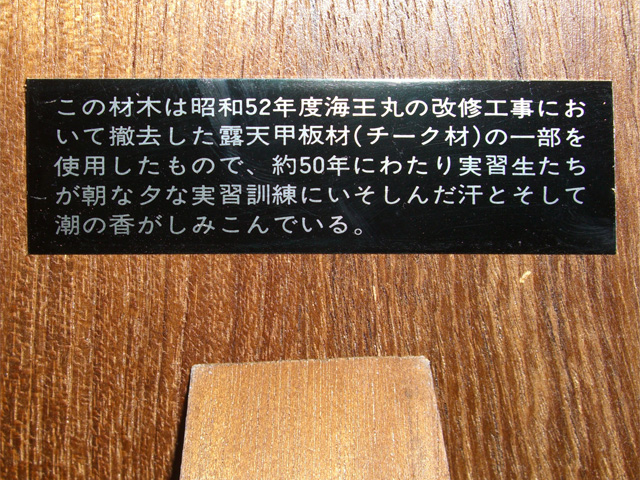 この材木は昭和52年度海王丸の改修工事にお
いて撤去した露天甲板材(チーク材)の一部を
使用したもので、約50年にわたり実習生たち
が朝な夕な実習訓練にいそしんだ汗とそして
潮の香がしみこんでいる。